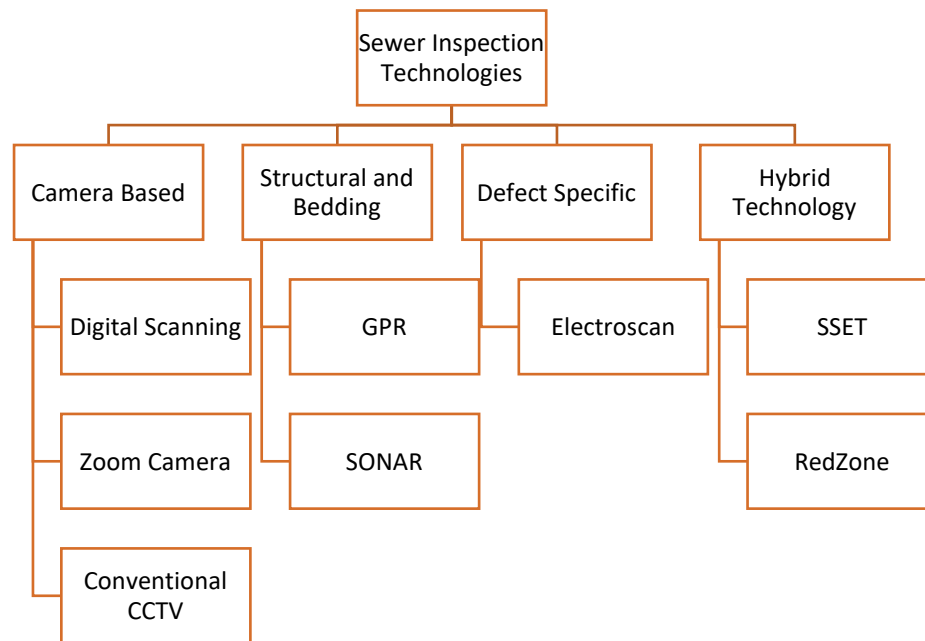 Sewer Inspection
Technologies
Camera Based
Structural and
Bedding
Defect Specific
Hybrid
Technology
Digital Scanning
GPR
Electroscan
SSET
Zoom Camera
SONAR
RedZone
Conventional
CCTV